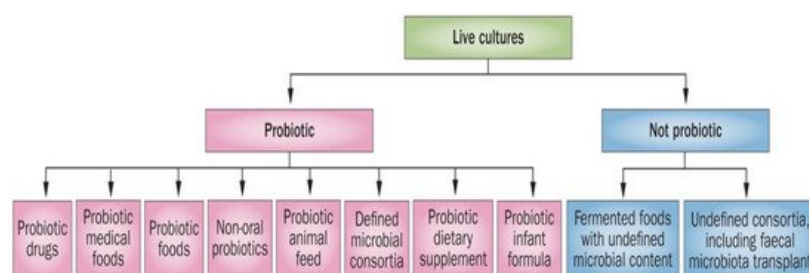 Live cultures
Probiotic
Not probiotic
Probiotic
drugs
Probiotic
medical
foods
Probiotic
foods
Non-oral
probiotics
Probiotic
animal
feed
Defined
microbial
consortia
Probiotic
dietary
supplement
Probiotic
infant
formula
Fermented foods
with undefined
microbial content
Undefined consortia,
including faecal
microbiota transplant